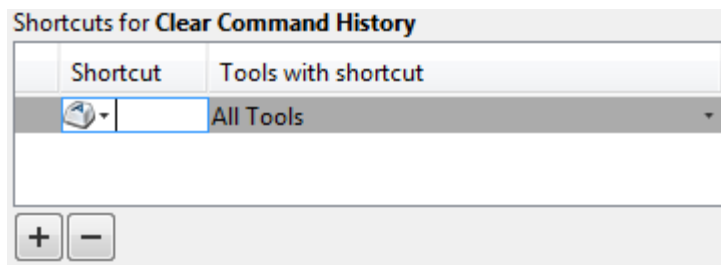 Shortcuts for Clear Command History
Shortcut Tools with shortcut
All Tools